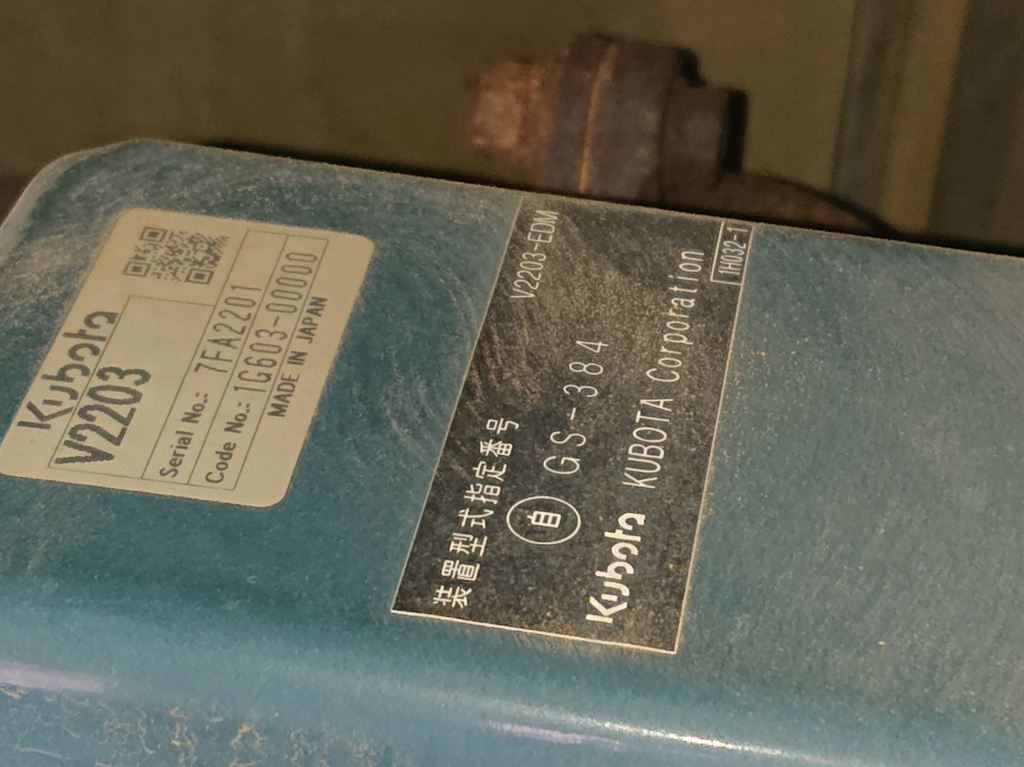 Kubota
V2203
Serial No.: 7FA2201
Code No.: 1G603-00000
MADE IN JAPAN
V2203-EDM
装置型式指定番号
自 GS-384
Kubota KUBOTA Corporation
1H032-1